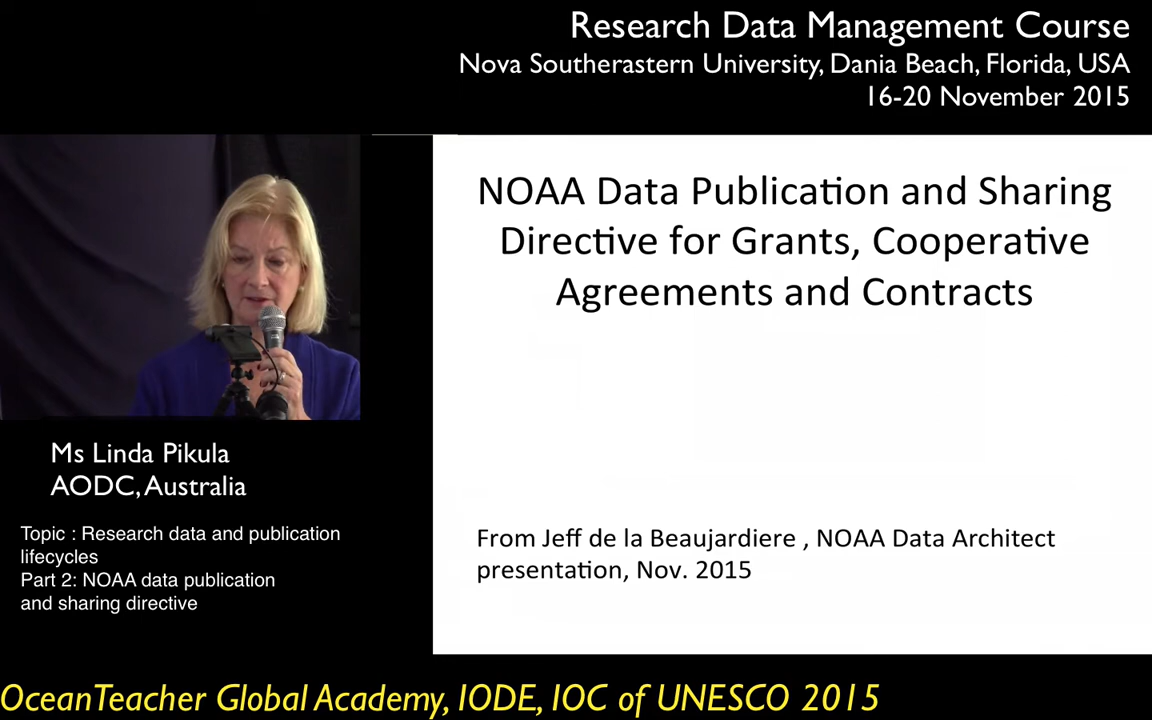 Research Data Management Course
Nova Southerastern University, Dania Beach, Florida, USA
16-20 November 2015
NOAA Data Publication and Sharing
Directive for Grants, Cooperative
Agreements and Contracts
From Jeff de la Beaujardiere , NOAA Data Architect
presentation, Nov. 2015
Ms Linda Pikula
AODC, Australia
Topic : Research data and publication
lifecycles
Part 2: NOAA data publication
and sharing directive
OceanTeacher Global Academy, IODE, IOC of UNESCO 2015